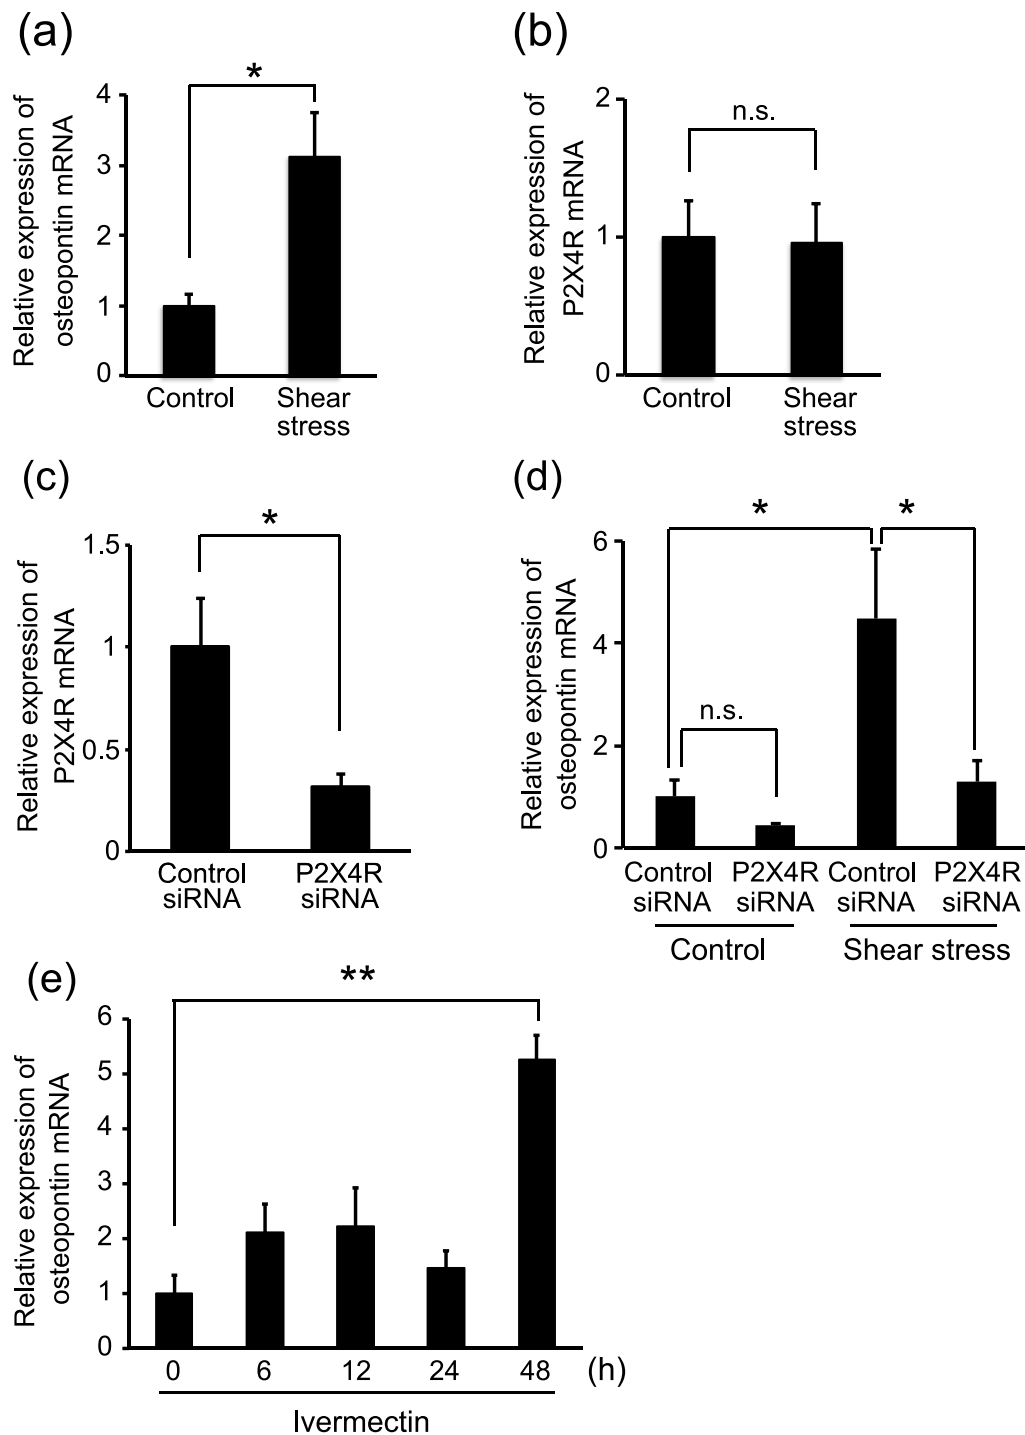 (a)
Relative expression of
osteopontin mRNA
4
3
2
1
0
*
Control
Shear
stress
(b)
Relative expression of
P2X4R mRNA
2
1
0
n.s.
Control
Shear
stress
(c)
Relative expression of
P2X4R mRNA
1.5
1
0.5
0
*
Control
siRNA
P2X4R
siRNA
(d)
Relative expression of
osteopontin mRNA
6
4
2
0
*
*
n.s.
Control
siRNA
P2X4R
siRNA
Control
siRNA
P2X4R
siRNA
Control
Shear stress
(e)
Relative expression of
osteopontin mRNA
6
5
4
3
2
1
0
**
0 6 12 24 48 (h)
Ivermectin